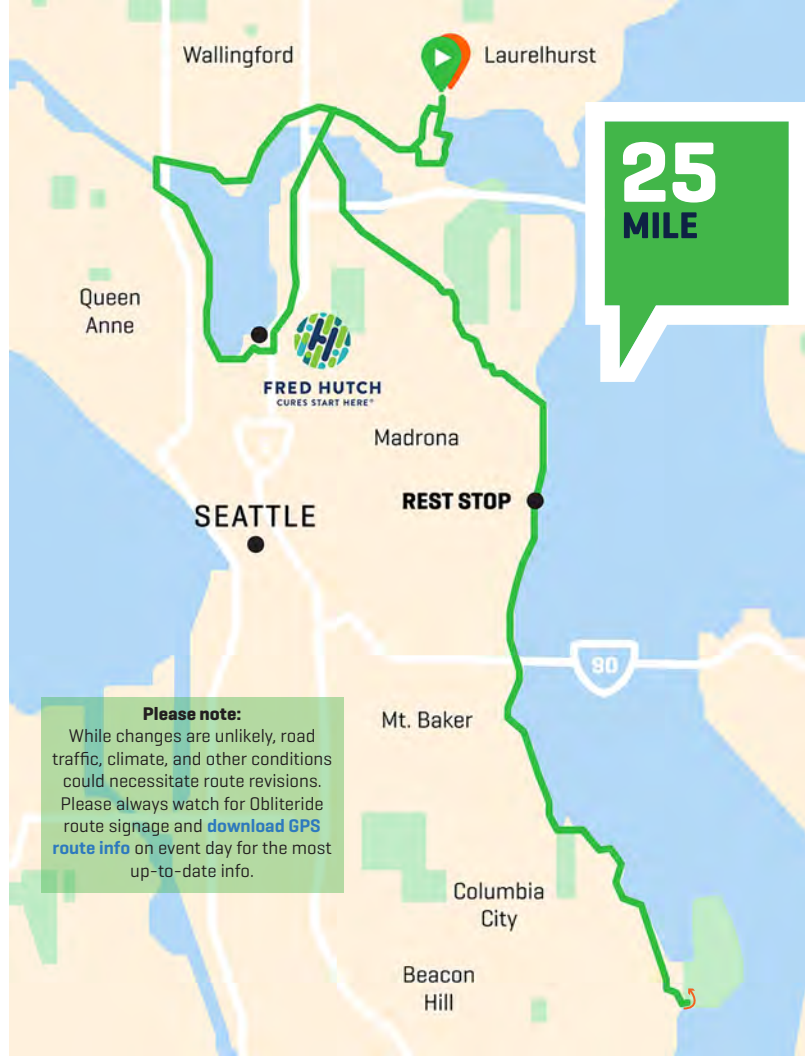 Wallingford
Laurelhurst
25
MILE
Queen
Anne
FRED HUTCH
CURES START HERE®
Madrona
REST STOP
SEATTLE
90
Please note:
While changes are unlikely, road
traffic, climate, and other conditions
could necessitate route revisions.
Please always watch for Obliteride
route signage and download GPS
route info on event day for the most
up-to-date info.
Mt. Baker
Columbia
City
Beacon
Hill